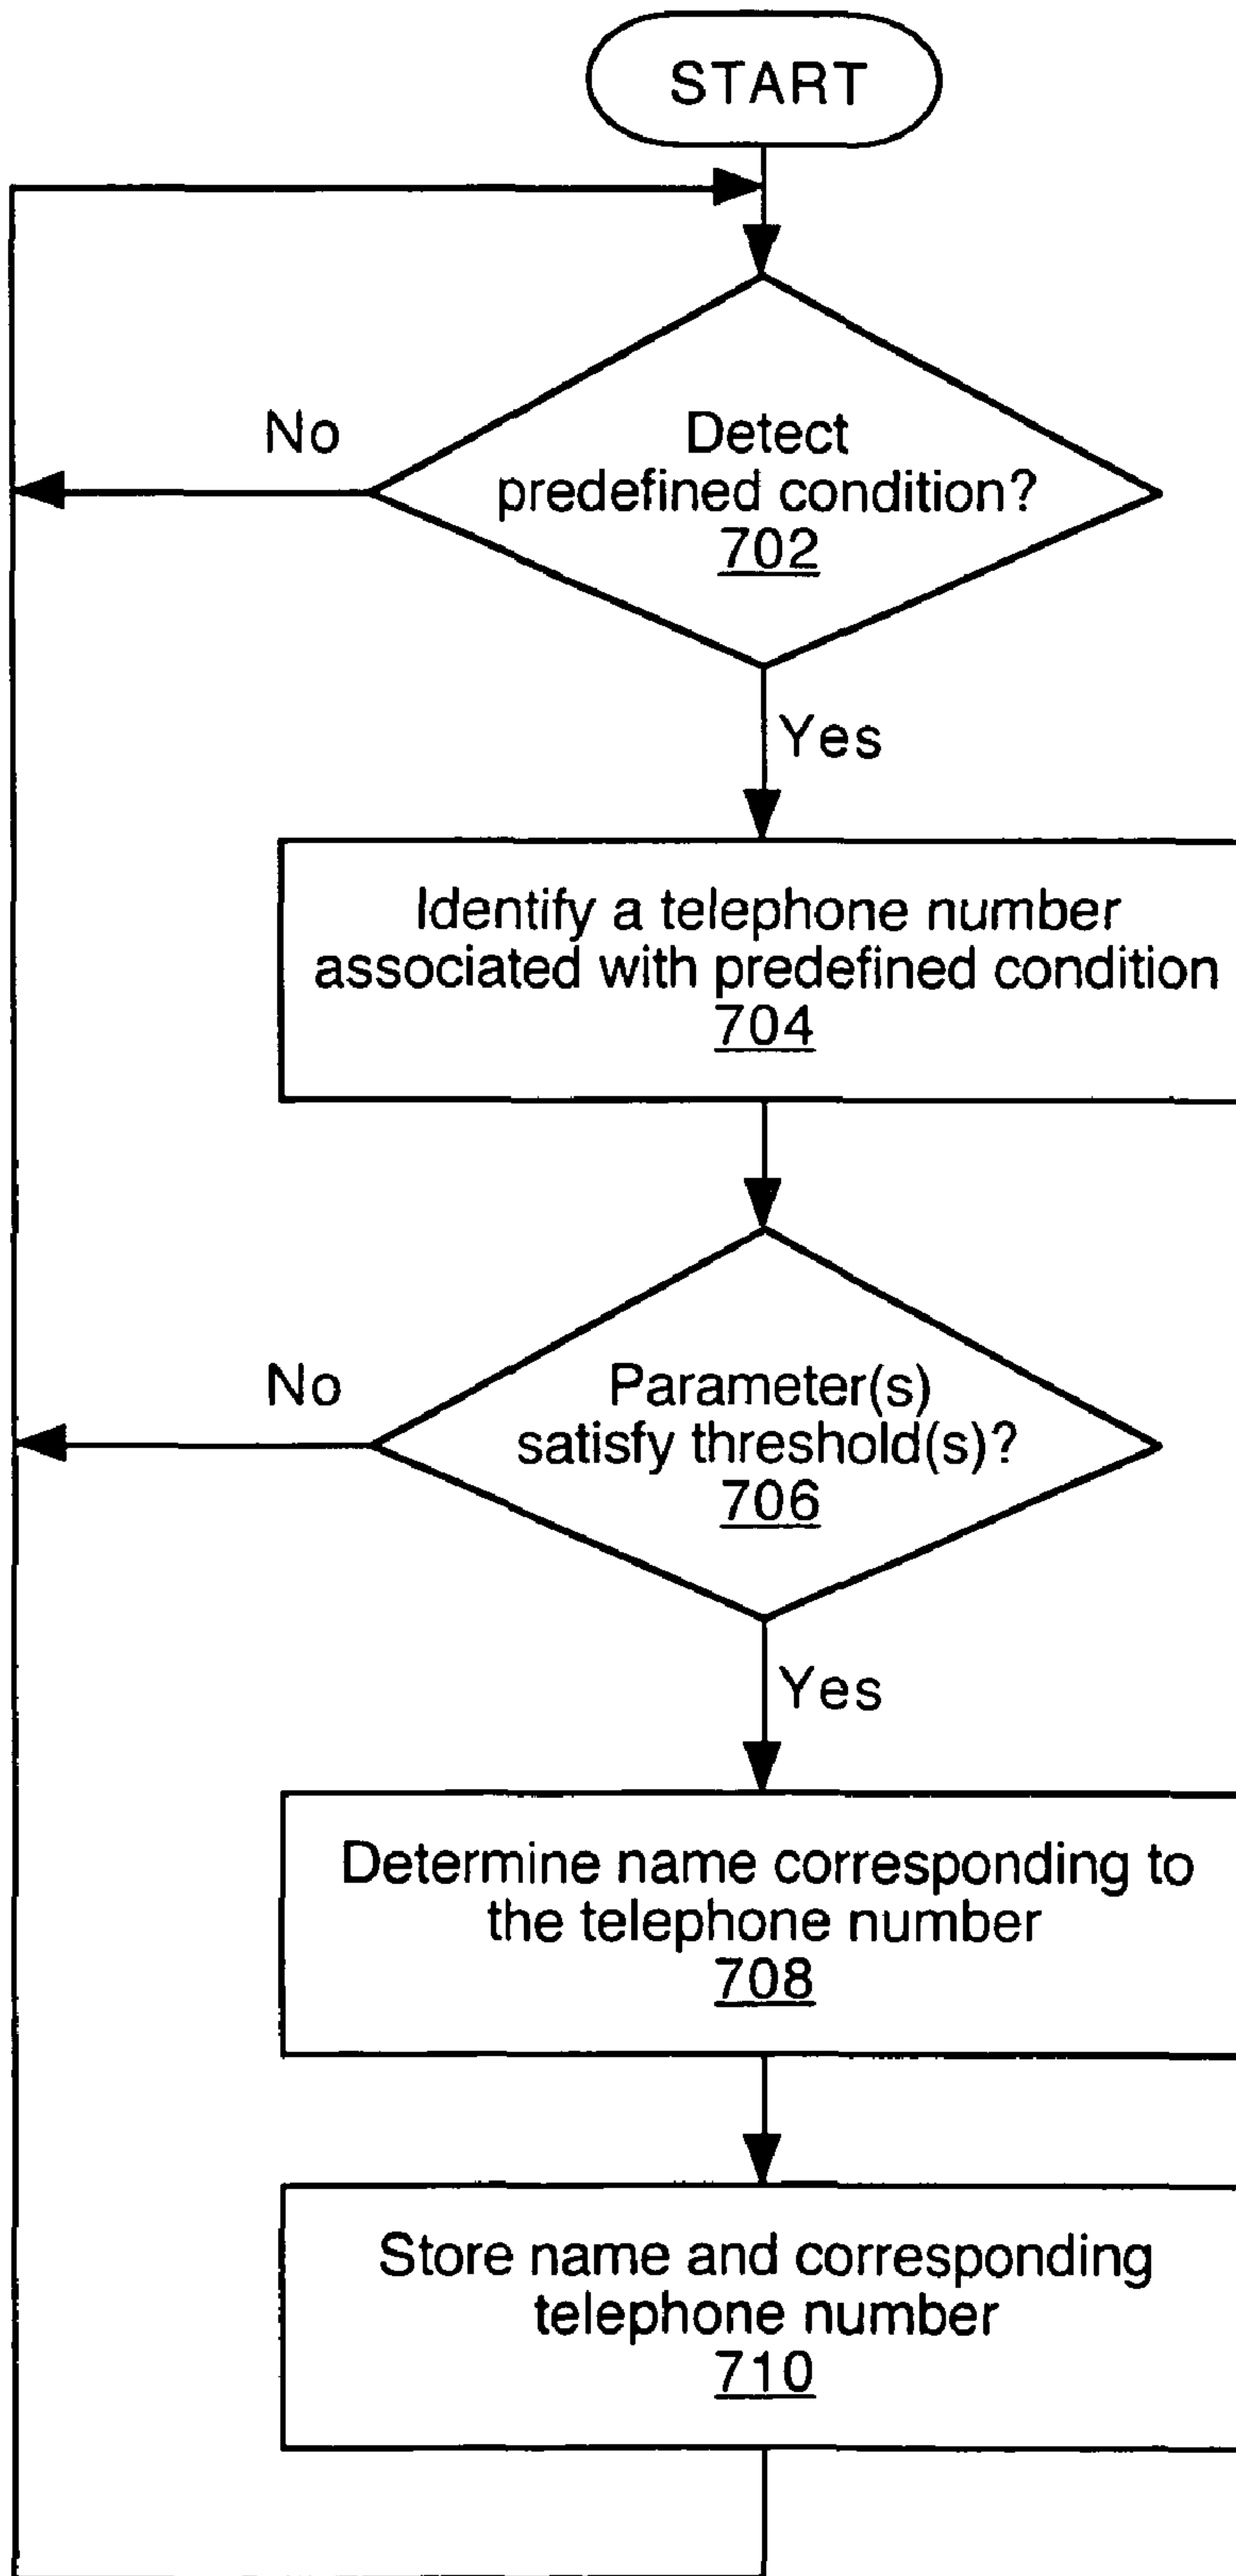 START
No
Detect
predefined condition?
702
Yes
Identify a telephone number
associated with predefined condition
704
No
Parameter(s)
satisfy threshold(s)?
706
Yes
Determine name corresponding to
the telephone number
708
Store name and corresponding
telephone number
710